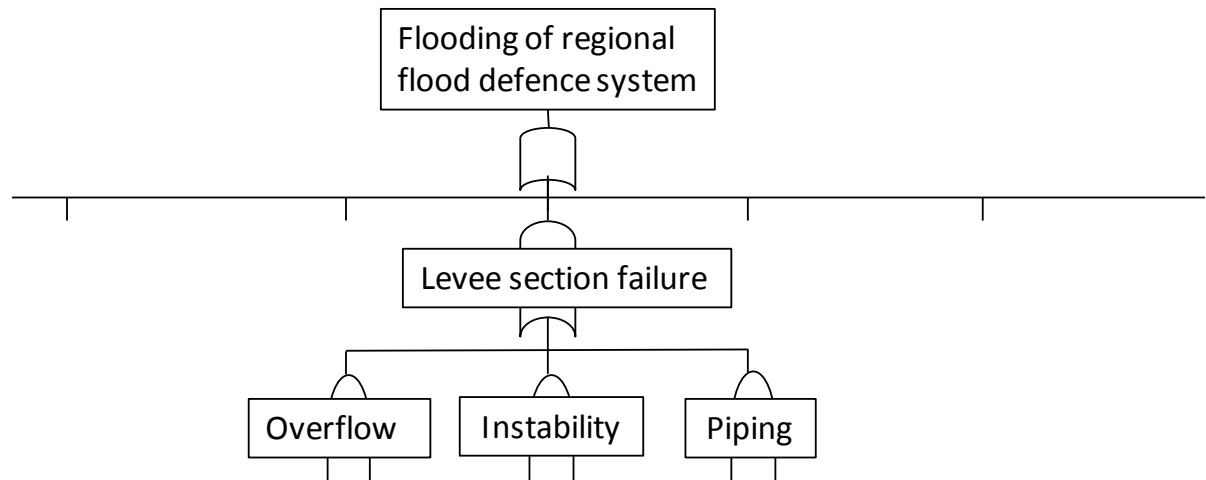 Flooding of regional
flood defence system
Levee section failure
Overflow
Instability
Piping